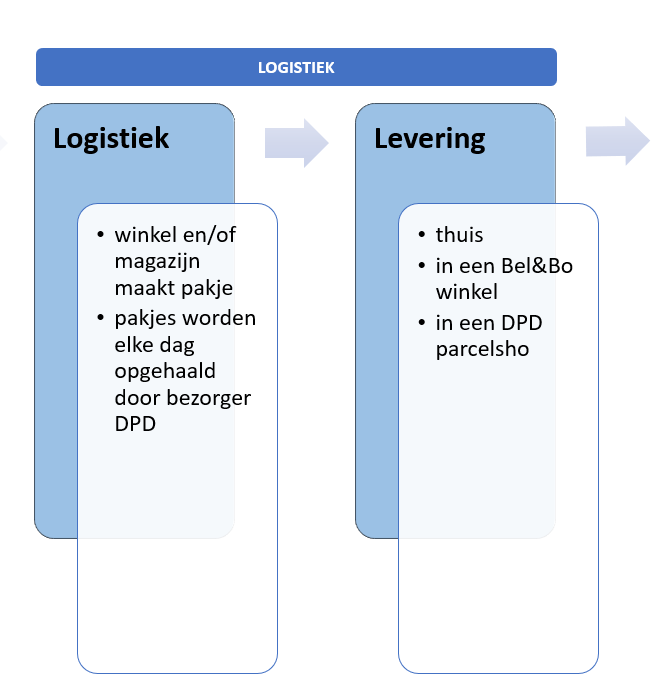 LOGISTIEK
Logistiek
• winkel en/of
magazijn
maakt pakje
• pakjes worden
elke dag
opgehaald
door bezorger
DPD
Levering
• thuis
• in een Bel&Bo
winkel
• in een DPD
parcelsho